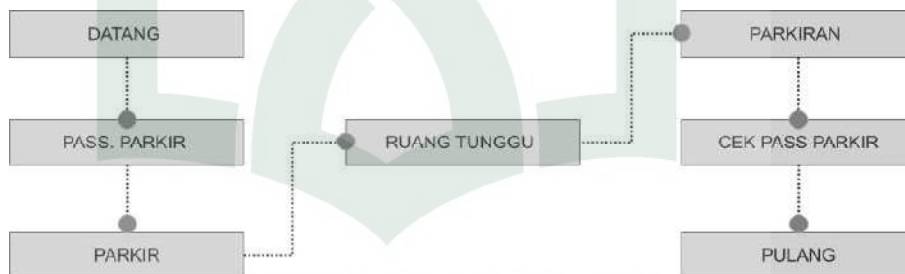 DATANG
PASS. PARKIR
PARKIR
RUANG TUNGGU
PARKIRAN
CEK PASS PARKIR
PULANG